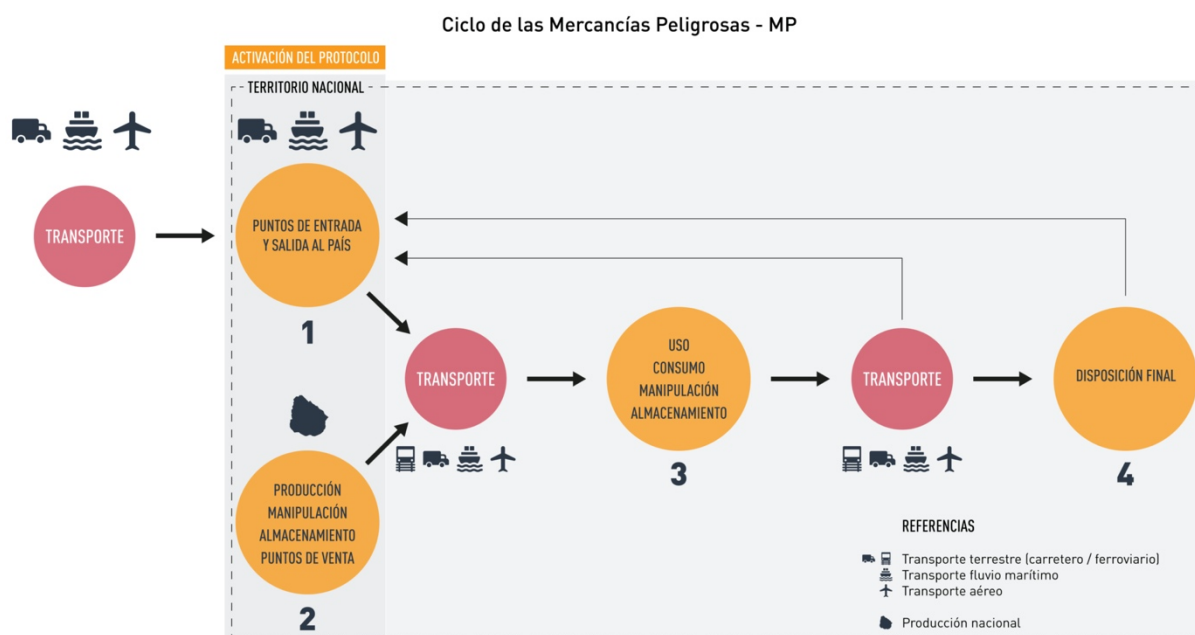 Ciclo de las Mercancías Peligrosas - MP
ACTIVACIÓN DEL PROTOCOLO
TERRITORIO NACIONAL
TRANSPORTE
PUNTOS DE ENTRADA
Y SALIDA AL PAÍS
1
TRANSPORTE
USO
CONSUMO
MANIPULACIÓN
ALMACENAMIENTO
3
TRANSPORTE
DISPOSICIÓN FINAL
4
PRODUCCIÓN
MANIPULACIÓN
ALMACENAMIENTO
PUNTOS DE VENTA
2
REFERENCIAS
Transporte terrestre (carretero / ferroviario)
Transporte fluvio marítimo
Transporte aéreo
Producción nacional